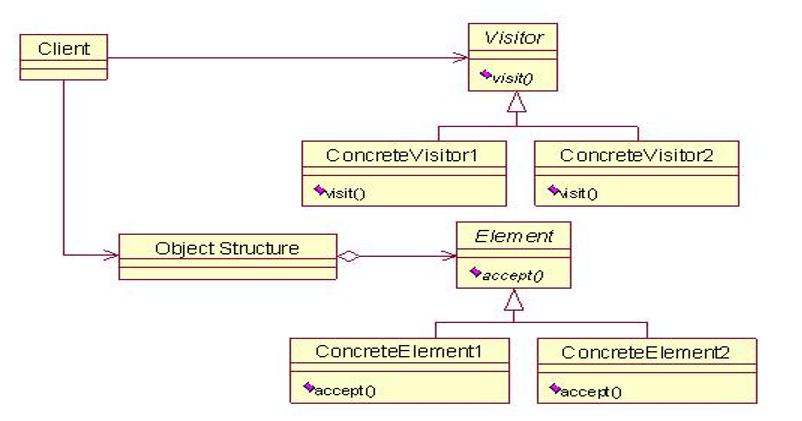 Client
Visitor
visit()
ConcreteVisitor1
visit()
ConcreteVisitor2
visit()
Object Structure
Element
accept()
ConcreteElement1
accept()
ConcreteElement2
accept()